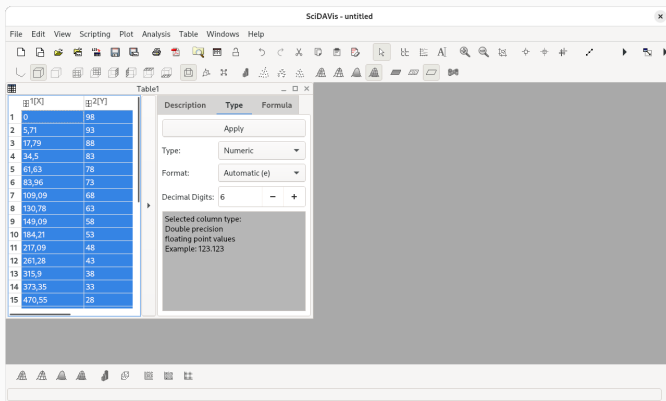 SciDAVis - untitled
File Edit View Scripting Plot Analysis Table Windows Help
Table1
1[X] 2[Y]
1 0 98
2 5,71 93
3 17,79 88
4 34,5 83
5 61,63 78
6 83,96 73
7 109,09 68
8 130,78 63
9 149,09 58
10 184,21 53
11 217,09 48
12 261,28 43
13 315,9 38
14 373,35 33
15 470,55 28
Description Type Formula
Apply
Type: Numeric
Format: Automatic (e)
Decimal Digits: 6 − +
Selected column type:
Double precision
floating point values
Example: 123.123